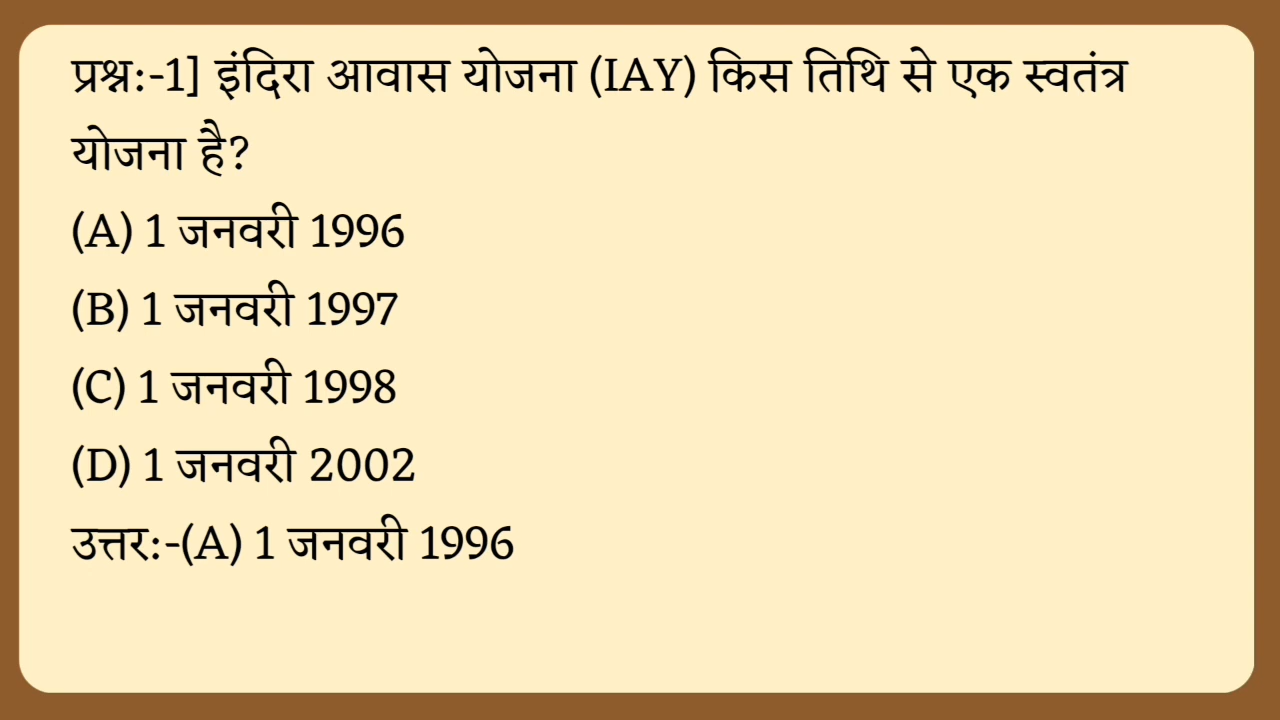 प्रश्न:-1] इंदिरा आवास योजना (IAY) किस तिथि से एक स्वतंत्र
योजना है?
(A) 1 जनवरी 1996
(B) 1 जनवरी 1997
(C) 1 जनवरी 1998
(D) 1 जनवरी 2002
उत्तर:-(A) 1 जनवरी 1996